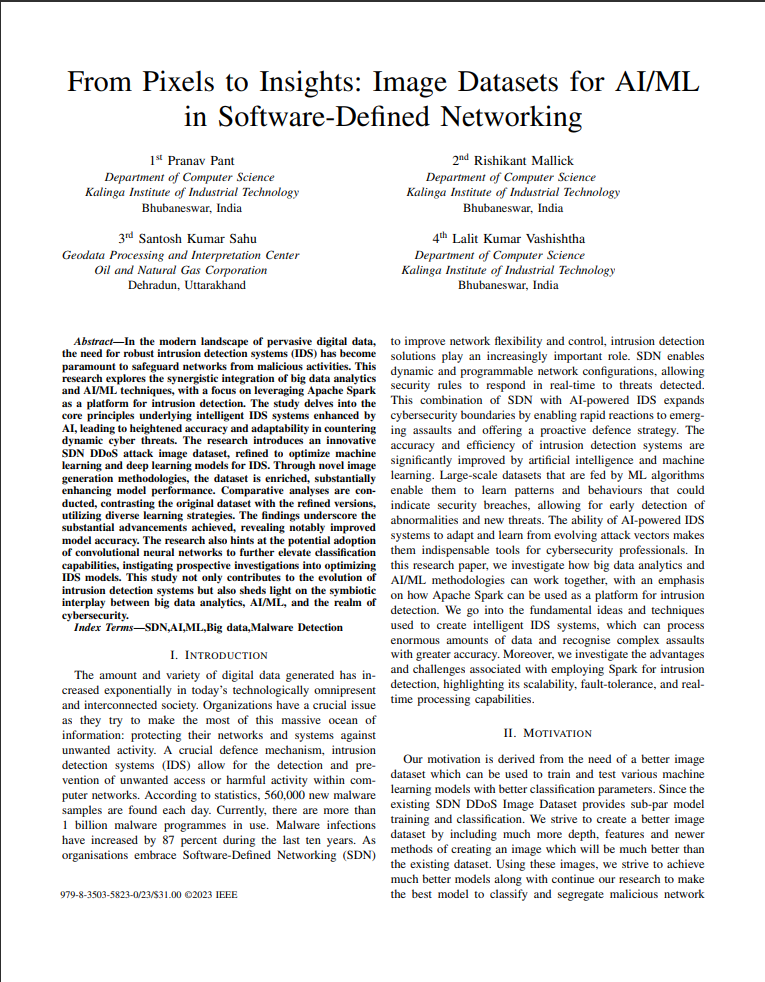 From Pixels to Insights: Image Datasets for AI/ML
in Software-Defined Networking
1st Pranav Pant
Department of Computer Science
Kalinga Institute of Industrial Technology
Bhubaneswar, India
2nd Rishikant Mallick
Department of Computer Science
Kalinga Institute of Industrial Technology
Bhubaneswar, India
3rd Santosh Kumar Sahu
Geodata Processing and Interpretation Center
Oil and Natural Gas Corporation
Dehradun, Uttarakhand
4th Lalit Kumar Vashishtha
Department of Computer Science
Kalinga Institute of Industrial Technology
Bhubaneswar, India
Abstract—In the modern landscape of pervasive digital data,
the need for robust intrusion detection systems (IDS) has become
paramount to safeguard networks from malicious activities. This
research explores the synergistic integration of big data analytics
and AI/ML techniques, with a focus on leveraging Apache Spark
as a platform for intrusion detection. The study delves into the
core principles underlying intelligent IDS systems enhanced by
AI, leading to heightened accuracy and adaptability in countering
dynamic cyber threats. The research introduces an innovative
SDN DDoS attack image dataset, refined to optimize machine
learning and deep learning models for IDS. Through novel image
generation methodologies, the dataset is enriched, substantially
enhancing model performance. Comparative analyses are con-
ducted, contrasting the original dataset with the refined versions,
utilizing diverse learning strategies. The findings underscore the
substantial advancements achieved, revealing notably improved
model accuracy. The research also hints at the potential adoption
of convolutional neural networks to further elevate classification
capabilities, instigating prospective investigations into optimizing
IDS models. This study not only contributes to the evolution of
intrusion detection systems but also sheds light on the symbiotic
interplay between big data analytics, AI/ML, and the realm of
cybersecurity.
Index Terms—SDN,AI,ML,Big data,Malware Detection
I. Introduction
The amount and variety of digital data generated has in-
creased exponentially in today's technologically omnipresent
and interconnected society. Organizations have a crucial issue
as they try to make the most of this massive ocean of
information: protecting their networks and systems against
unwanted activity. A crucial defence mechanism, intrusion
detection systems (IDS) allow for the detection and pre-
vention of unwanted access or harmful activity within com-
puter networks. According to statistics, 560,000 new malware
samples are found each day. Currently, there are more than
1 billion malware programmes in use. Malware infections
have increased by 87 percent during the last ten years. As
organisations embrace Software-Defined Networking (SDN)
979-8-3503-5823-0/23/$31.00 ©2023 IEEE
to improve network flexibility and control, intrusion detection
solutions play an increasingly important role. SDN enables
dynamic and programmable network configurations, allowing
security rules to respond in real-time to threats detected.
This combination of SDN with AI-powered IDS expands
cybersecurity boundaries by enabling rapid reactions to emerg-
ing assaults and offering a proactive defence strategy. The
accuracy and efficiency of intrusion detection systems are
significantly improved by artificial intelligence and machine
learning. Large-scale datasets that are fed by ML algorithms
enable them to learn patterns and behaviours that could
indicate security breaches, allowing for early detection of
abnormalities and new threats. The ability of AI-powered IDS
systems to adapt and learn from evolving attack vectors makes
them indispensable tools for cybersecurity professionals. In
this research paper, we investigate how big data analytics and
AI/ML methodologies can work together, with an emphasis
on how Apache Spark can be used as a platform for intrusion
detection. We go into the fundamental ideas and techniques
used to create intelligent IDS systems, which can process
enormous amounts of data and recognise complex assaults
with greater accuracy. Moreover, we investigate the advantages
and challenges associated with employing Spark for intrusion
detection, highlighting its scalability, fault-tolerance, and real-
time processing capabilities.
II. Motivation
Our motivation is derived from the need of a better image
dataset which can be used to train and test various machine
learning models with better classification parameters. Since the
existing SDN DDoS Image Dataset provides sub-par model
training and classification. We strive to create a better image
dataset by including much more depth, features and newer
methods of creating an image which will be much better than
the existing dataset. Using these images, we strive to achieve
much better models along with continue our research to make
the best model to classify and segregate malicious network